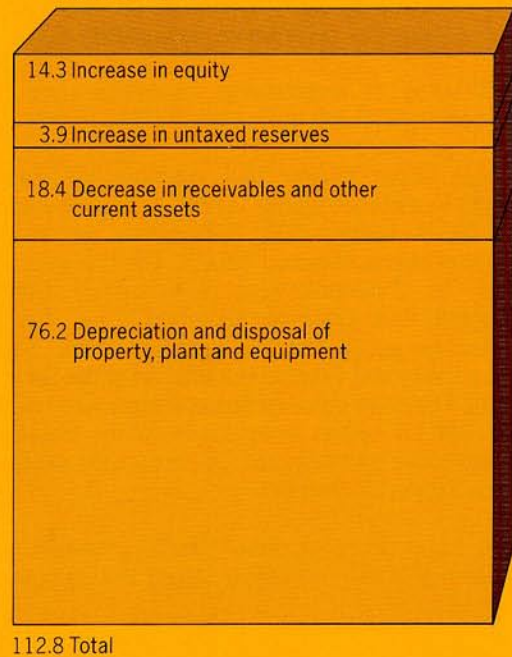 14.3 Increase in equity
3.9 Increase in untaxed reserves
18.4 Decrease in receivables and other
current assets
76.2 Depreciation and disposal of
property, plant and equipment
112.8 Total